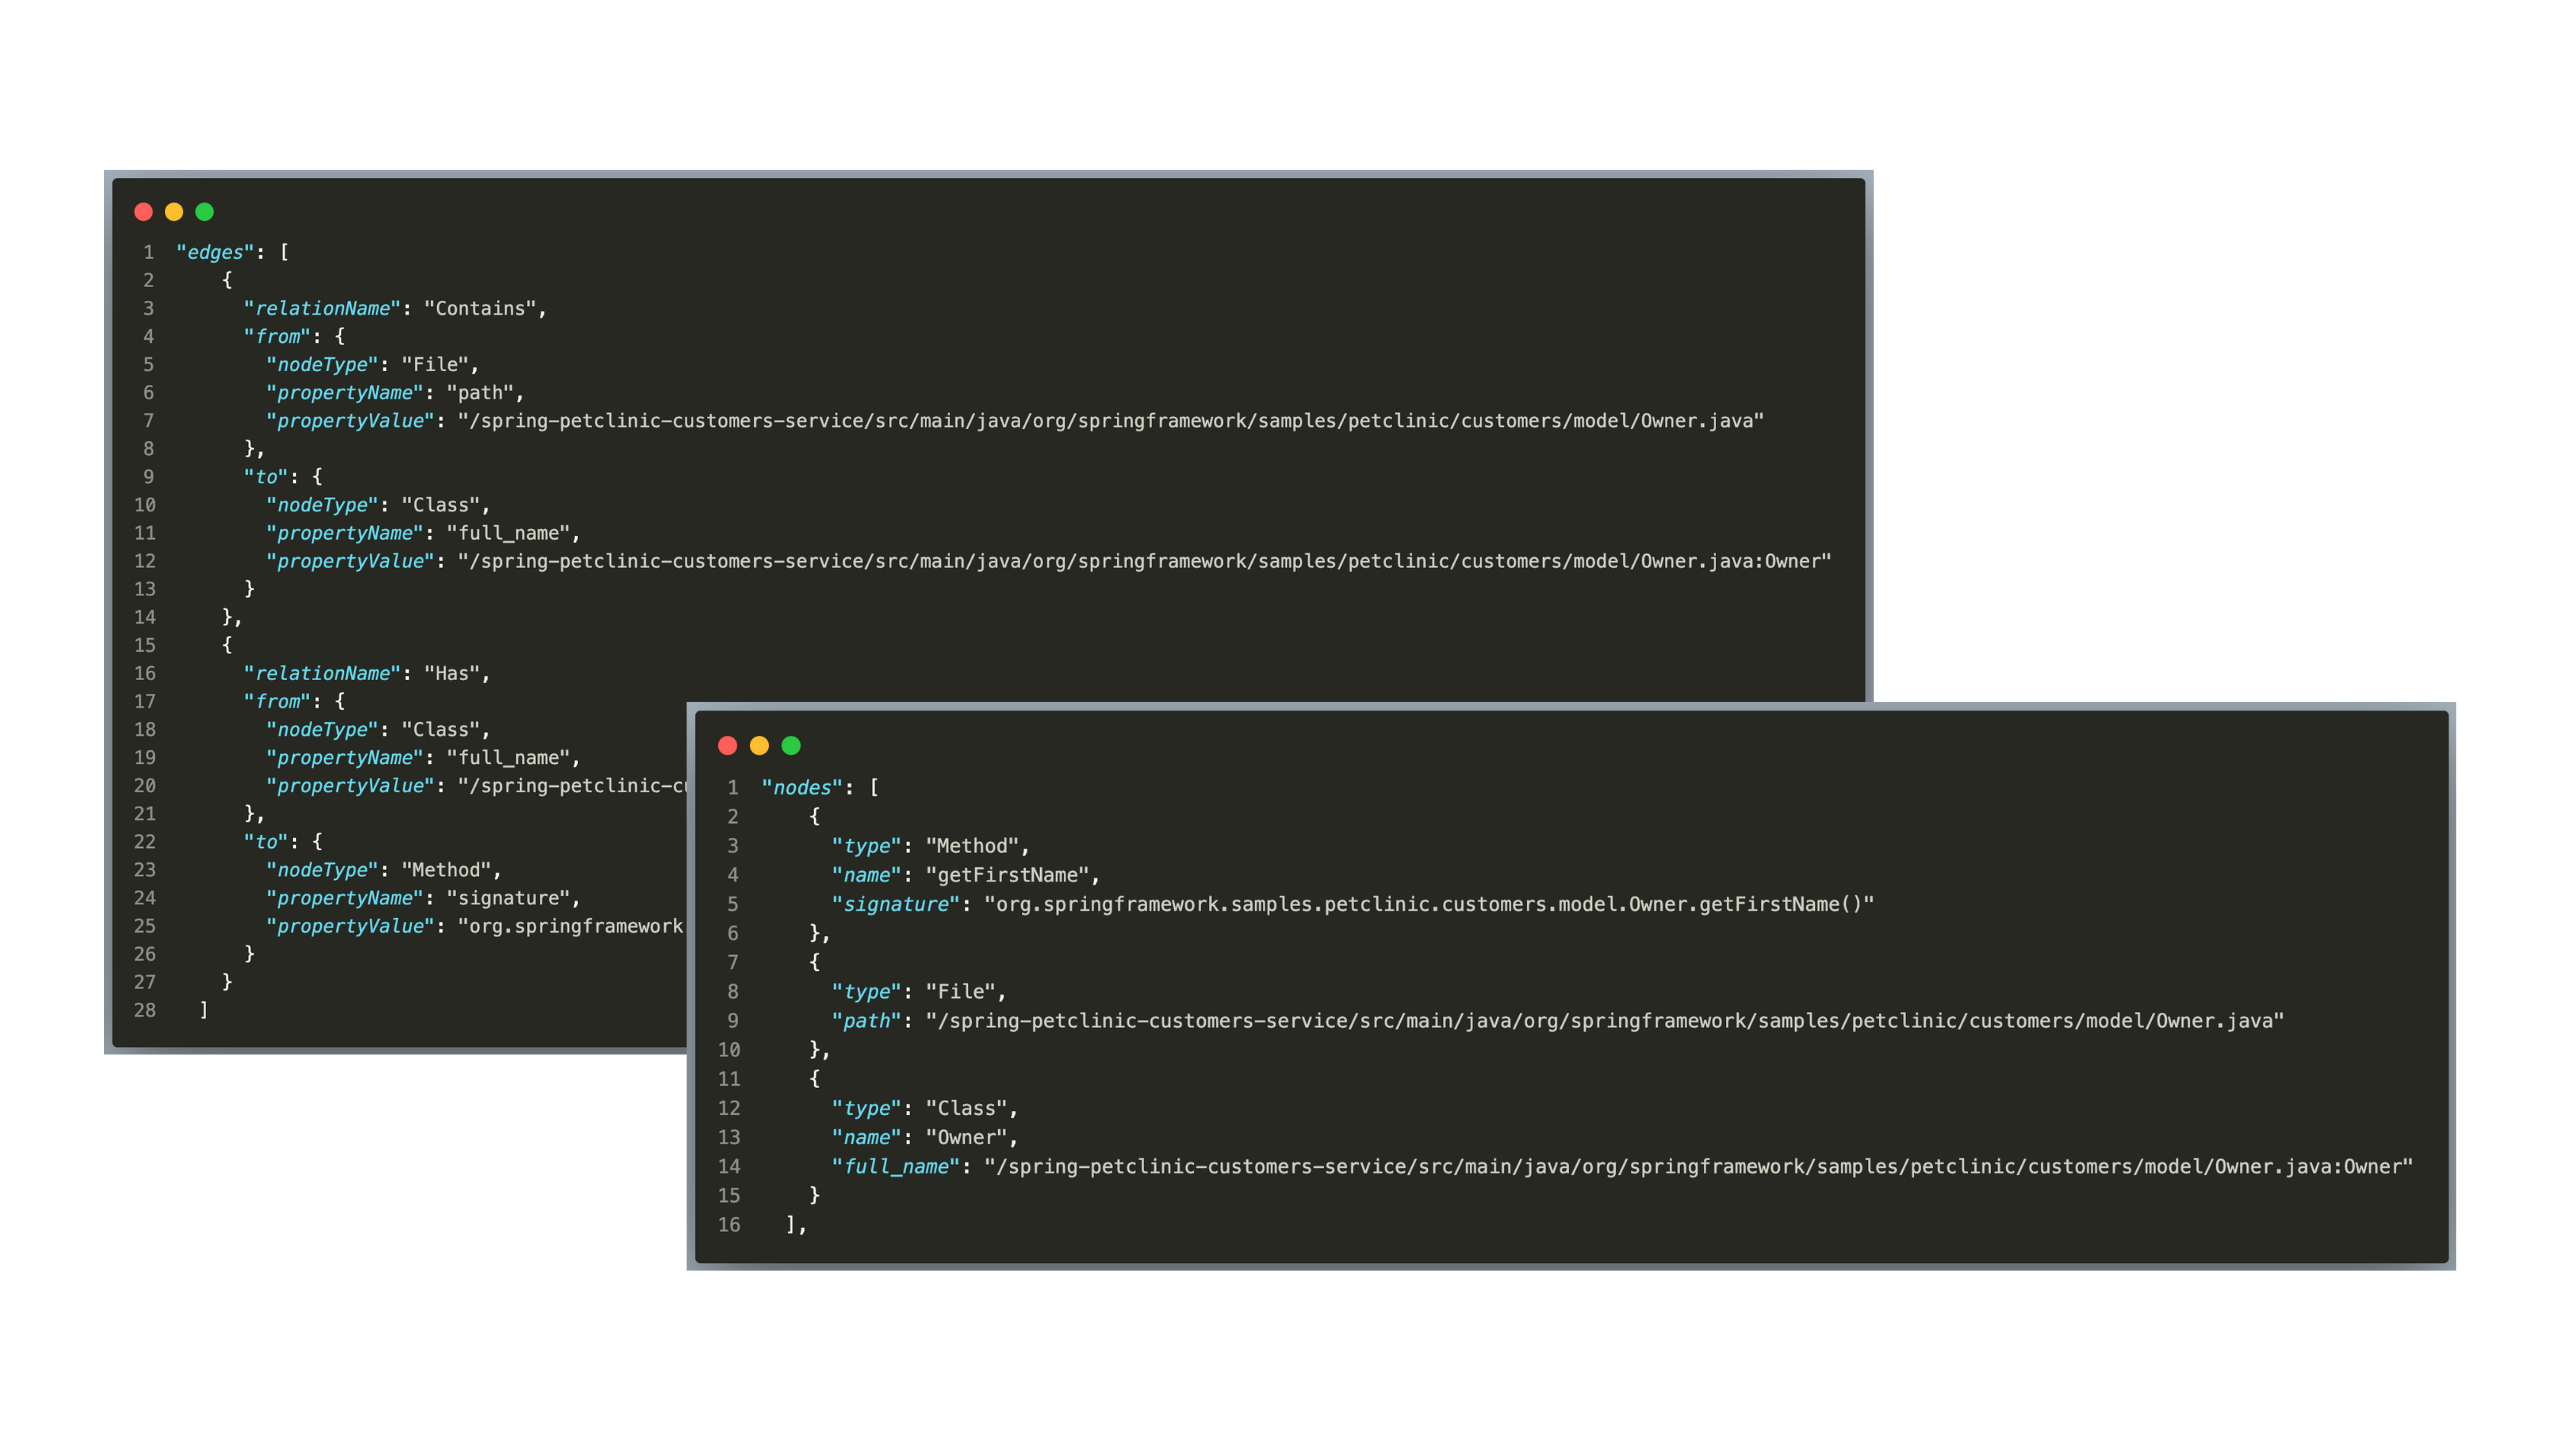 1 "edges": [
2 {
3 "relationName": "Contains",
4 "from": {
5 "nodeType": "File",
6 "propertyName": "path",
7 "propertyValue": "/spring-petclinic-customers-service/src/main/java/org/springframework/samples/petclinic/customers/model/Owner.java"
8 },
9 "to": {
10 "nodeType": "Class",
11 "propertyName": "full_name",
12 "propertyValue": "/spring-petclinic-customers-service/src/main/java/org/springframework/samples/petclinic/customers/model/Owner.java:Owner"
13 }
14 },
15 {
16 "relationName": "Has",
17 "from": {
18 "nodeType": "Class",
19 "propertyName": "full_name",
20 "propertyValue": "/spring-petclinic-cu
21 },
22 "to": {
23 "nodeType": "Method",
24 "propertyName": "signature",
25 "propertyValue": "org.springframework
26 }
27 }
28 ]
1 "nodes": [
2 {
3 "type": "Method",
4 "name": "getFirstName",
5 "signature": "org.springframework.samples.petclinic.customers.model.Owner.getFirstName()"
6 },
7 {
8 "type": "File",
9 "path": "/spring-petclinic-customers-service/src/main/java/org/springframework/samples/petclinic/customers/model/Owner.java"
10 },
11 {
12 "type": "Class",
13 "name": "Owner",
14 "full_name": "/spring-petclinic-customers-service/src/main/java/org/springframework/samples/petclinic/customers/model/Owner.java:Owner"
15 }
16 ],